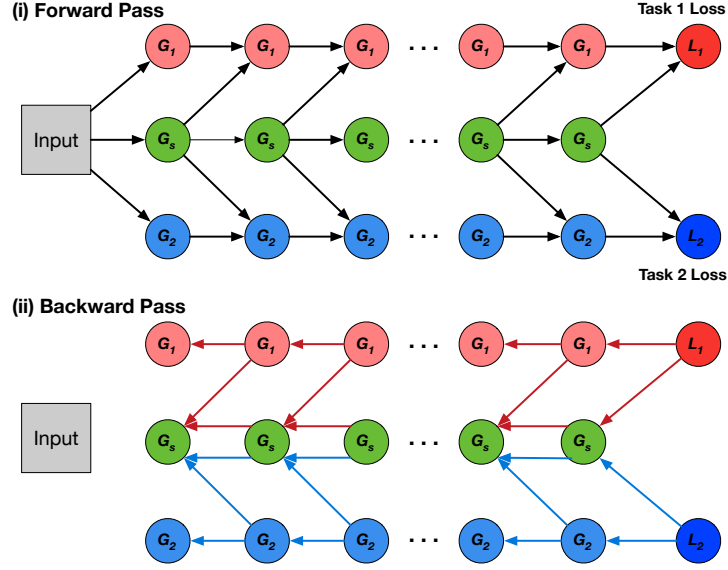 (i) Forward Pass
Task 1 Loss
G1 G1 G1 ... G1 G1 L1
Input Gs Gs Gs ... Gs Gs
G2 G2 G2 ... G2 G2 L2
Task 2 Loss
(ii) Backward Pass
G1 G1 G1 ... G1 G1 L1
Input Gs Gs Gs ... Gs Gs
G2 G2 G2 ... G2 G2 L2